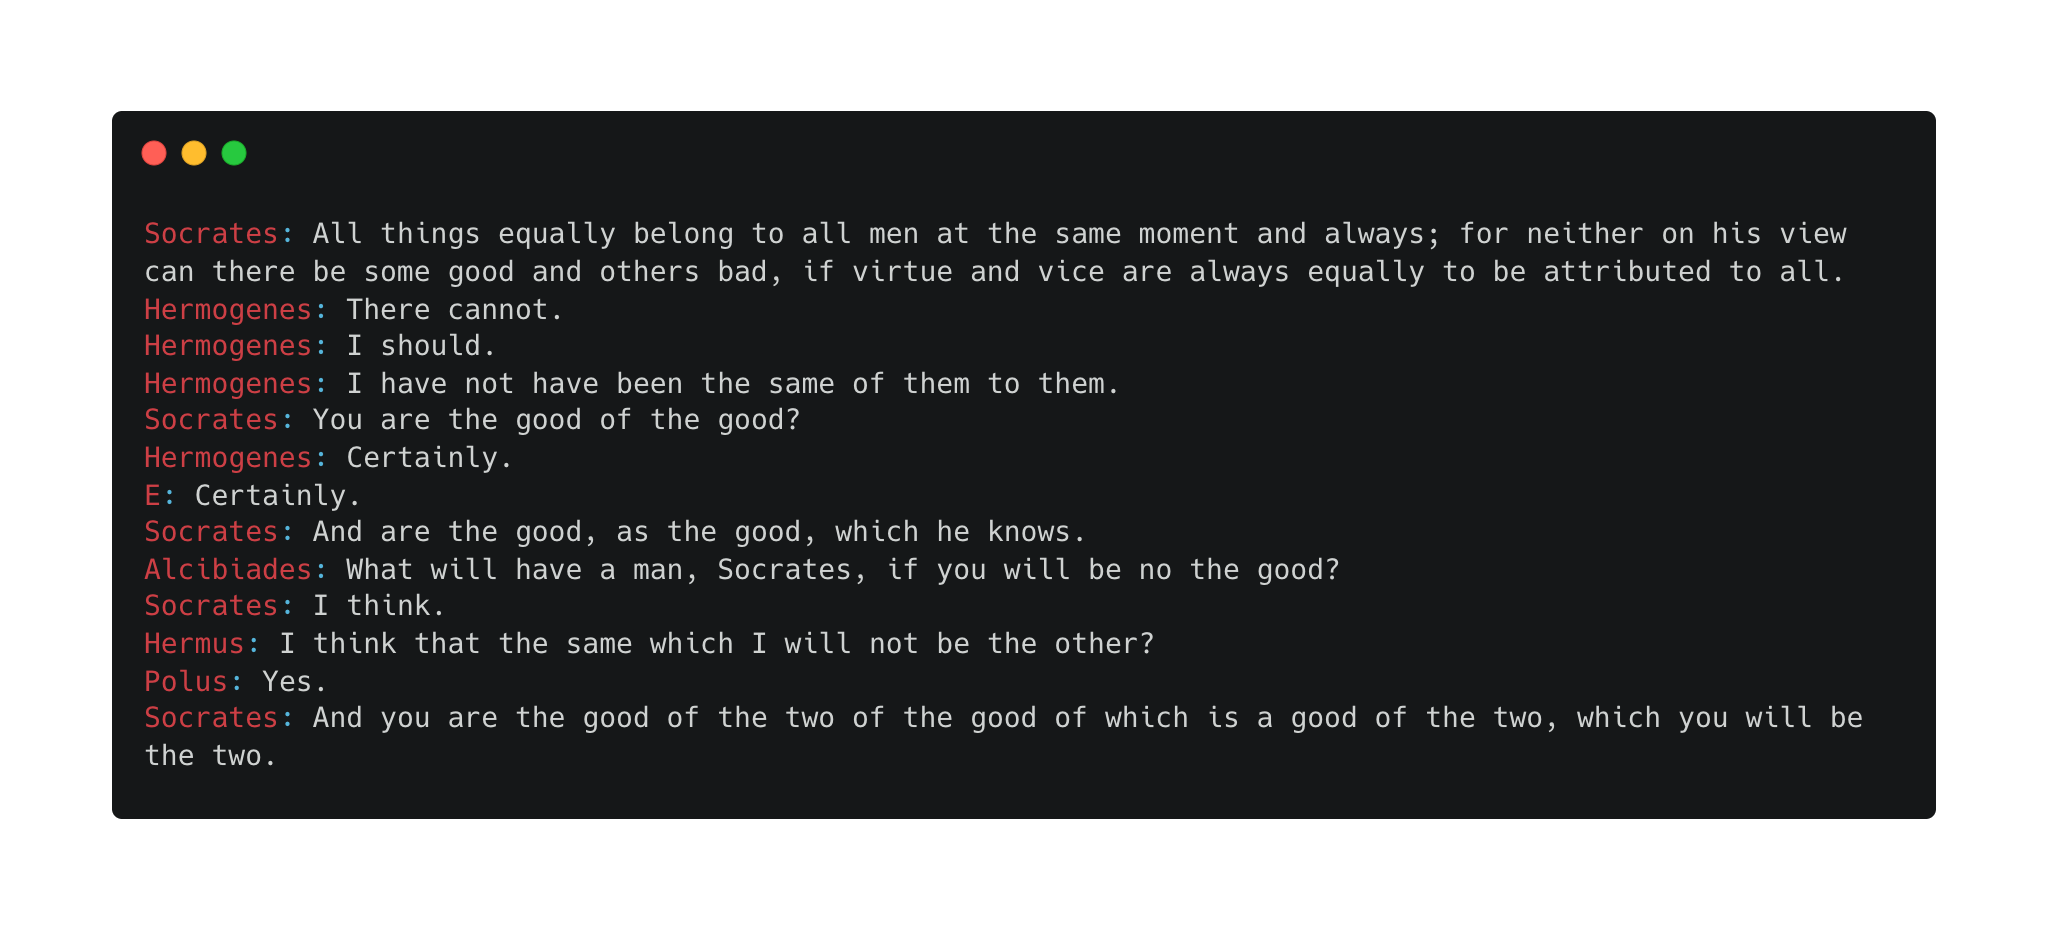 Socrates: All things equally belong to all men at the same moment and always; for neither on his view
can there be some good and others bad, if virtue and vice are always equally to be attributed to all.
Hermogenes: There cannot.
Hermogenes: I should.
Hermogenes: I have not have been the same of them to them.
Socrates: You are the good of the good?
Hermogenes: Certainly.
E: Certainly.
Socrates: And are the good, as the good, which he knows.
Alcibiades: What will have a man, Socrates, if you will be no the good?
Socrates: I think.
Hermus: I think that the same which I will not be the other?
Polus: Yes.
Socrates: And you are the good of the two of the good of which is a good of the two, which you will be
the two.